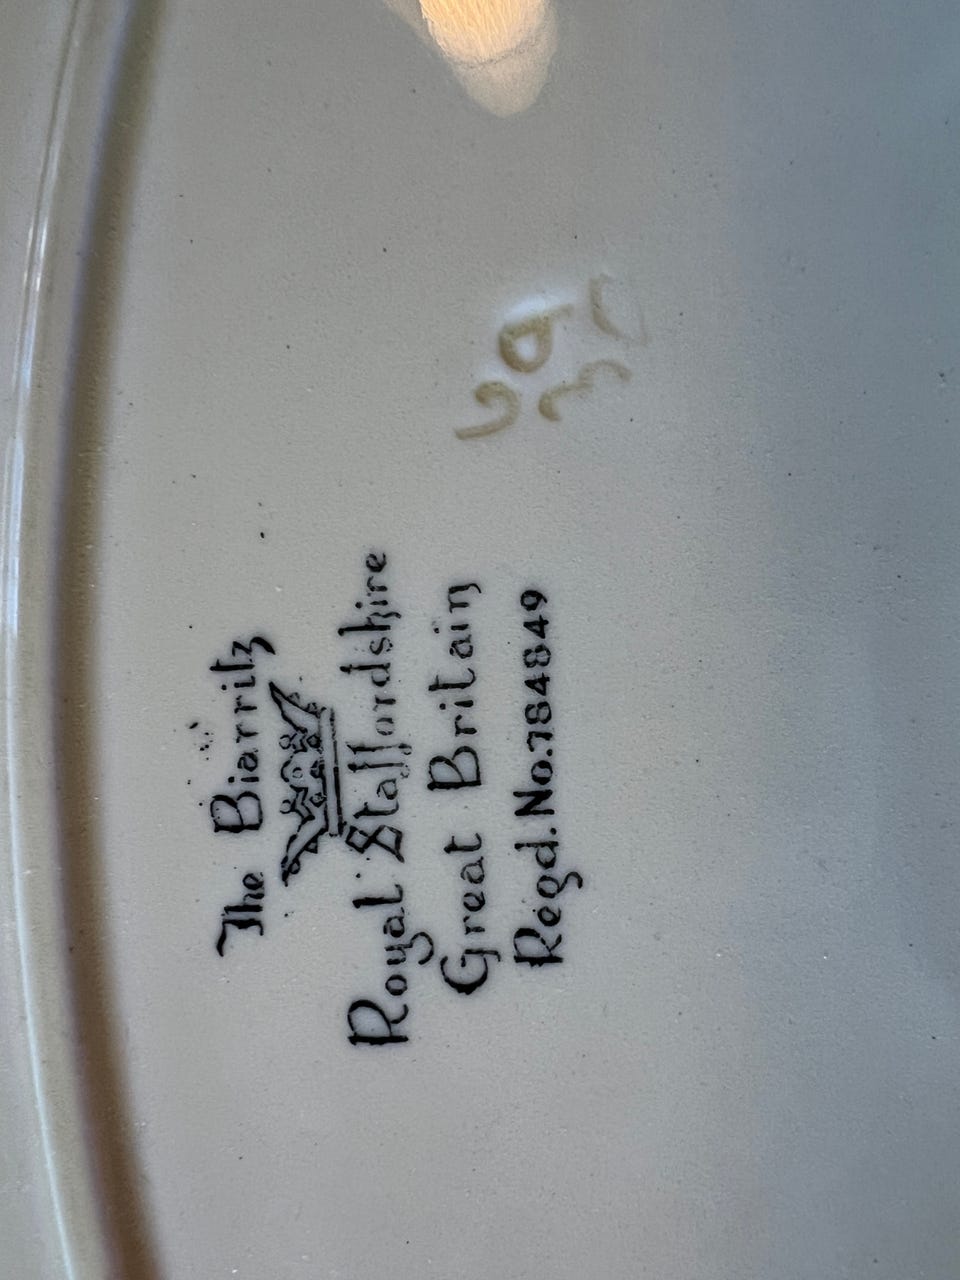 The Biarritz
Royal Staffordshire
Great Britain
Regd. No. 784849